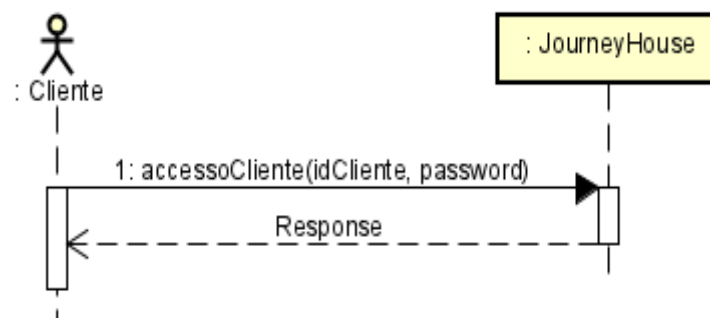 : JourneyHouse
: Cliente
1: accessoCliente(idCliente, password)
Response